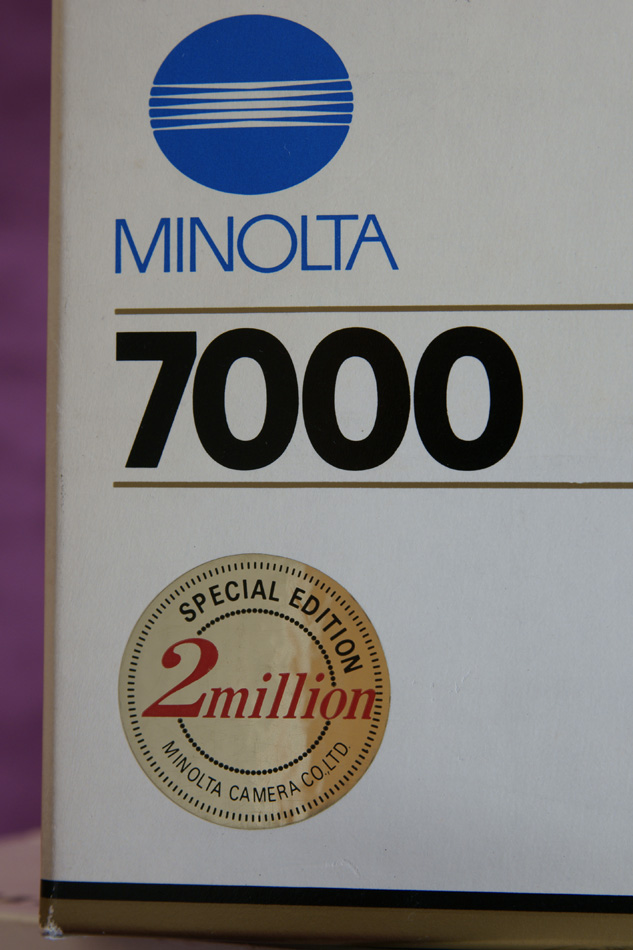 MINOLTA
7000
SPECIAL EDITION
2million
MINOLTA CAMERA CO.,LTD.